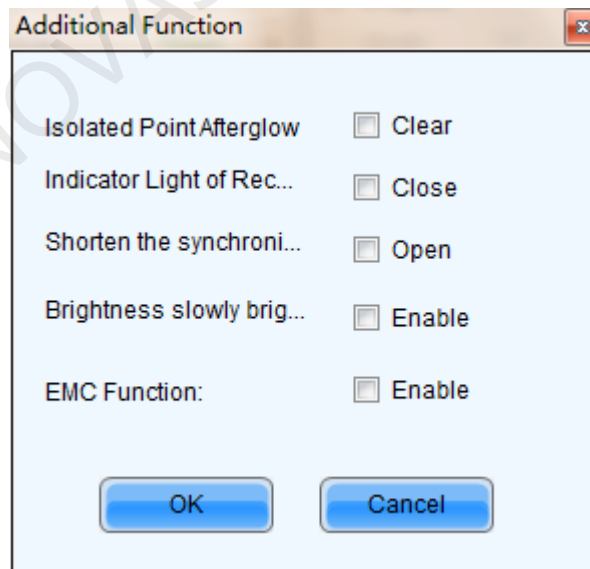 Additional Function
Isolated Point Afterglow Clear
Indicator Light of Rec... Close
Shorten the synchroni... Open
Brightness slowly brig... Enable
EMC Function: Enable
OK Cancel